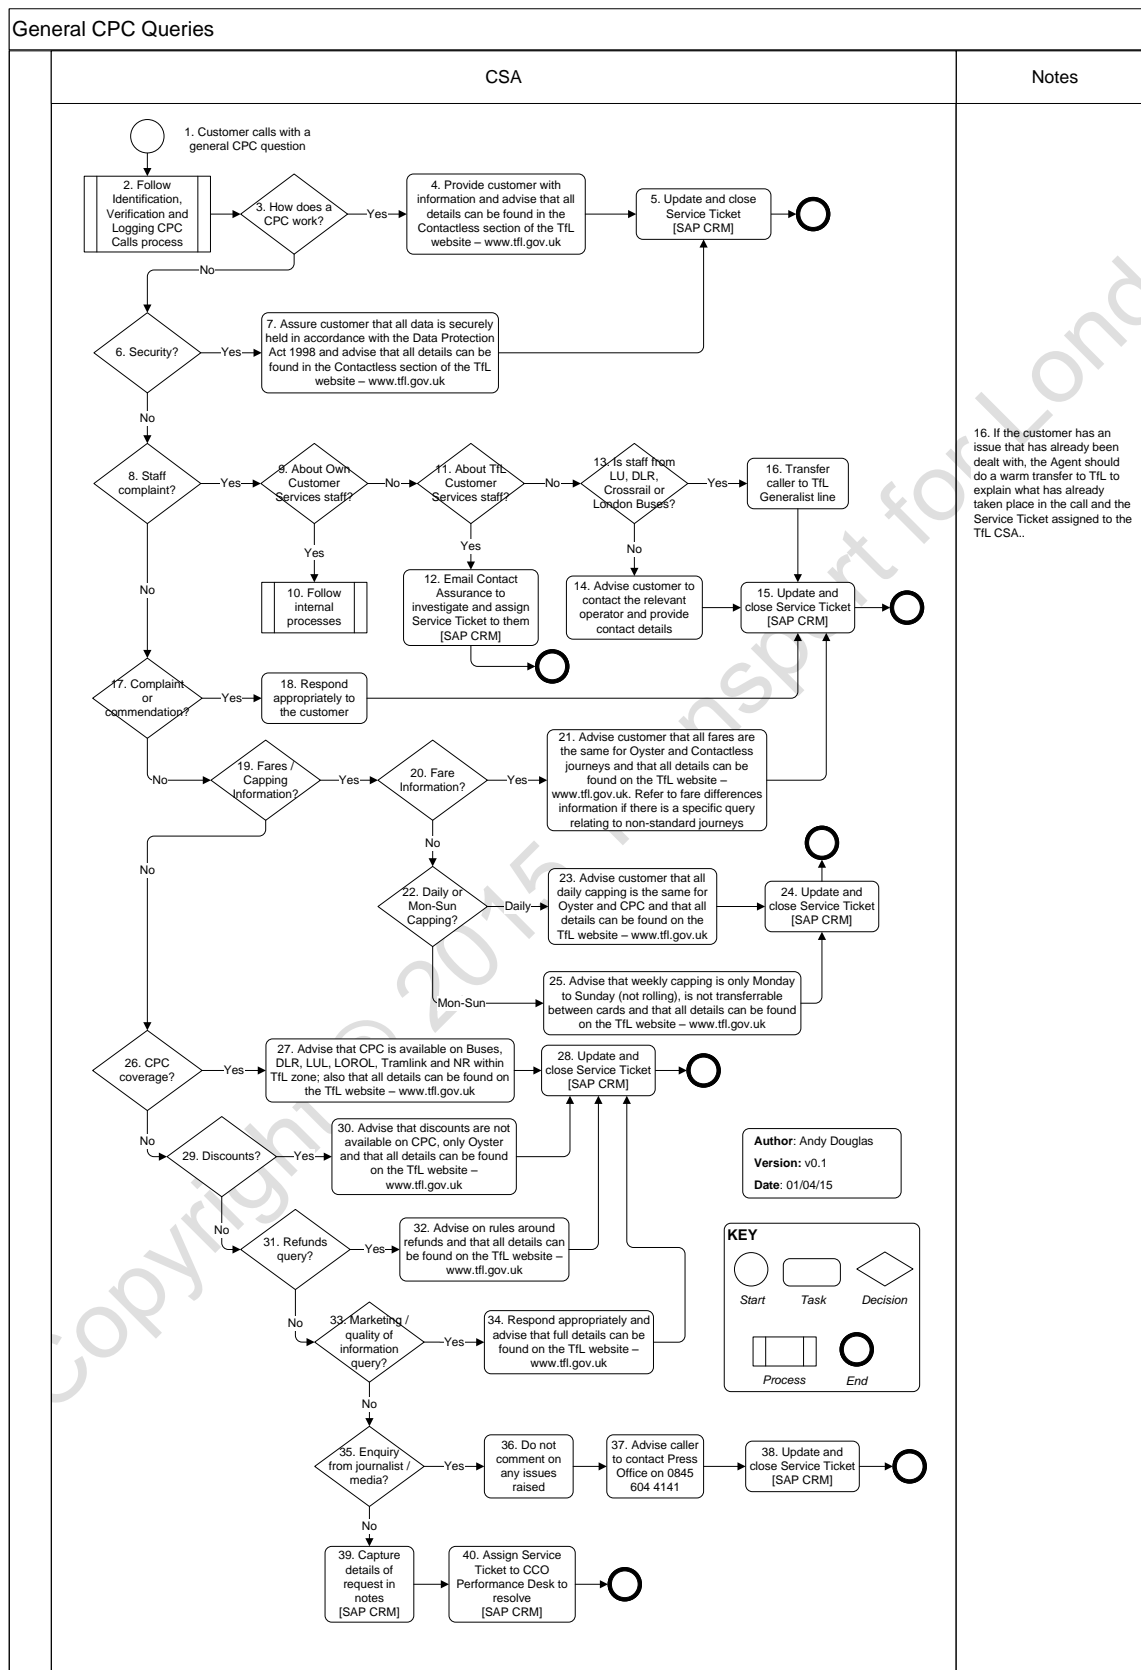 General CPC Queries
CSA
Notes
1. Customer calls with a
general CPC question
2. Follow
Identification,
Verification and
Logging CPC
Calls process
3. How does a
CPC work?
Yes
4. Provide customer with
information and advise that all
details can be found in the
Contactless section of the TfL
website – www.tfl.gov.uk
5. Update and close
Service Ticket
[SAP CRM]
No
6. Security?
Yes
7. Assure customer that all data is securely
held in accordance with the Data Protection
Act 1998 and advise that all details can be
found in the Contactless section of the TfL
website – www.tfl.gov.uk
No
8. Staff
complaint?
Yes
9. About Own
Customer
Services staff?
No
11. About TfL
Customer
Services staff?
No
13. Is staff from
LU, DLR,
Crossrail or
London Buses?
Yes
16. Transfer
caller to TfL
Generalist line
16. If the customer has an
issue that has already been
dealt with, the Agent should
do a warm transfer to TfL to
explain what has already
taken place in the call and the
Service Ticket assigned to the
TfL CSA..
Yes
Yes
No
No
10. Follow
internal
processes
12. Email Contact
Assurance to
investigate and assign
Service Ticket to them
[SAP CRM]
14. Advise customer to
contact the relevant
operator and provide
contact details
15. Update and
close Service Ticket
[SAP CRM]
17. Complaint
or
commendation?
Yes
18. Respond
appropriately to
the customer
No
19. Fares /
Capping
Information?
Yes
20. Fare
Information?
Yes
21. Advise customer that all fares are
the same for Oyster and Contactless
journeys and that all details can be
found on the TfL website –
www.tfl.gov.uk. Refer to fare differences
information if there is a specific query
relating to non-standard journeys
No
No
22. Daily or
Mon-Sun
Capping?
Daily
23. Advise customer that all
daily capping is the same for
Oyster and CPC and that all
details can be found on the
TfL website – www.tfl.gov.uk
24. Update and
close Service Ticket
[SAP CRM]
Mon-Sun
25. Advise that weekly capping is only Monday
to Sunday (not rolling), is not transferrable
between cards and that all details can be found
on the TfL website – www.tfl.gov.uk
26. CPC
coverage?
Yes
27. Advise that CPC is available on Buses,
DLR, LUL, LOROL, Tramlink and NR within
TfL zone; also that all details can be found on
the TfL website – www.tfl.gov.uk
28. Update and
close Service Ticket
[SAP CRM]
No
29. Discounts?
Yes
30. Advise that discounts are not
available on CPC, only Oyster
and that all details can be found
on the TfL website –
www.tfl.gov.uk
Author: Andy Douglas
Version: v0.1
Date: 01/04/15
No
31. Refunds
query?
Yes
32. Advise on rules around
refunds and that all details can
be found on the TfL website –
www.tfl.gov.uk
KEY
Start
Task
Decision
Process
End
No
33. Marketing /
quality of
information
query?
Yes
34. Respond appropriately and
advise that full details can be
found on the TfL website –
www.tfl.gov.uk
No
35. Enquiry
from journalist /
media?
Yes
36. Do not
comment on
any issues
raised
37. Advise caller
to contact Press
Office on 0845
604 4141
38. Update and
close Service Ticket
[SAP CRM]
No
39. Capture
details of
request in
notes
[SAP CRM]
40. Assign Service
Ticket to CCO
Performance Desk to
resolve
[SAP CRM]
Copyright © 2015 Transport for Lond